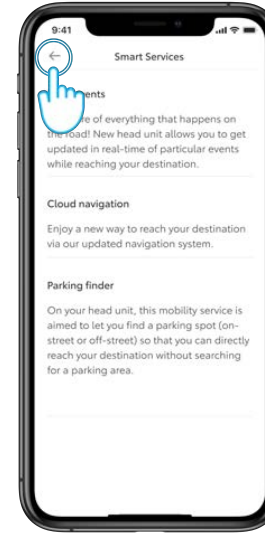 9:41
Smart Services
ents
re of everything that happens on
the road! New head unit allows you to get
updated in real-time of particular events
while reaching your destination.
Cloud navigation
Enjoy a new way to reach your destination
via our updated navigation system.
Parking finder
On your head unit, this mobility service is
aimed to let you find a parking spot (on-
street or off-street) so that you can directly
reach your destination without searching
for a parking area.